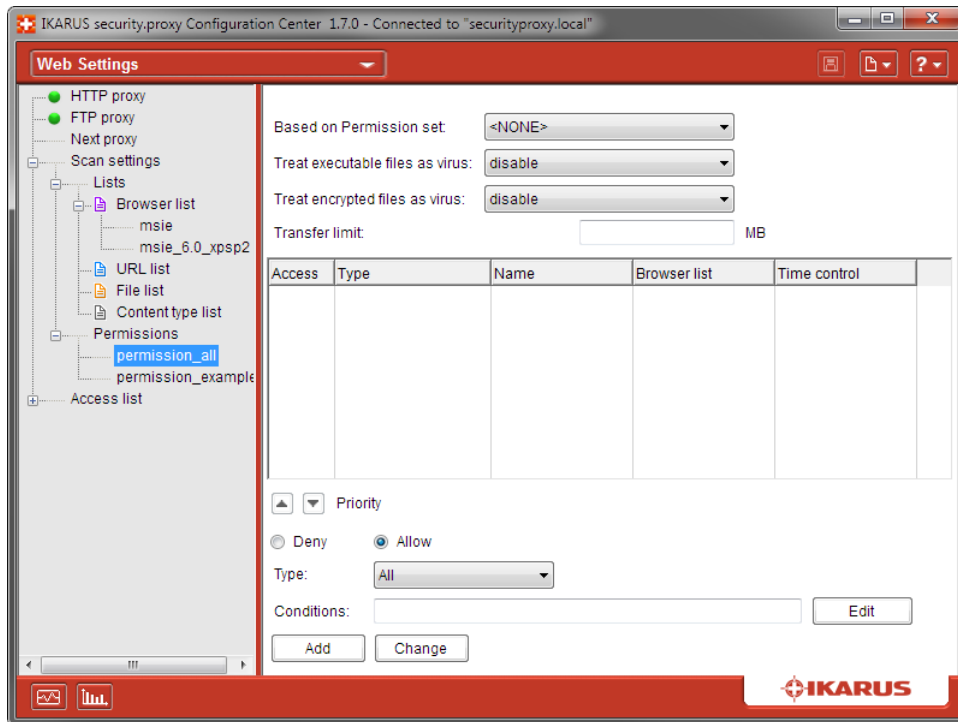 IKARUS security.proxy Configuration Center 1.7.0 - Connected to "securityproxy.local"
Web Settings
?
HTTP proxy
FTP proxy
Next proxy
Scan settings
Lists
Browser list
msie
msie_6.0_xpsp2
URL list
File list
Content type list
Permissions
permission_all
permission_example
Access list
Based on Permission set: <NONE>
Treat executable files as virus: disable
Treat encrypted files as virus: disable
Transfer limit: MB
Access Type Name Browser list Time control
Priority
Deny Allow
Type: All
Conditions: Edit
Add Change
IKARUS